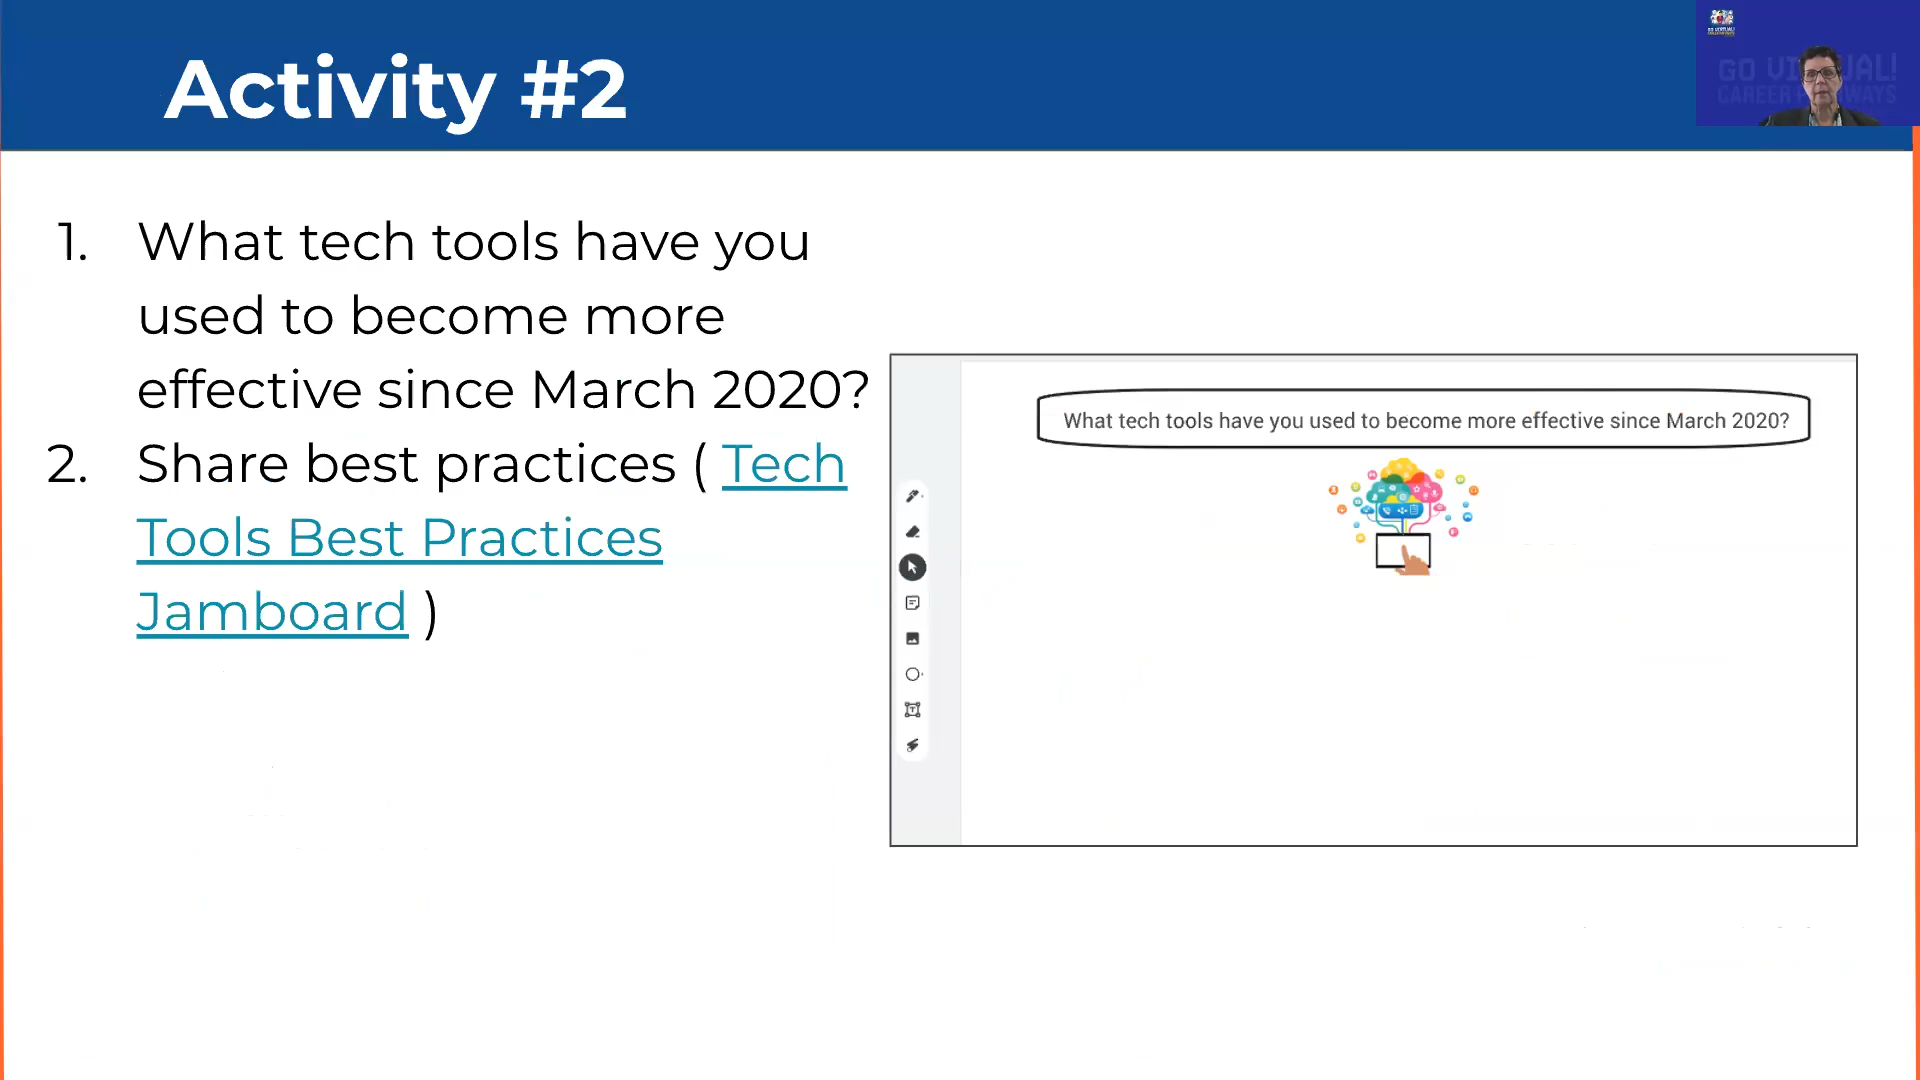 Activity #2
1. What tech tools have you
used to become more
effective since March 2020?
2. Share best practices ( Tech
Tools Best Practices
Jamboard )
What tech tools have you used to become more effective since March 2020?